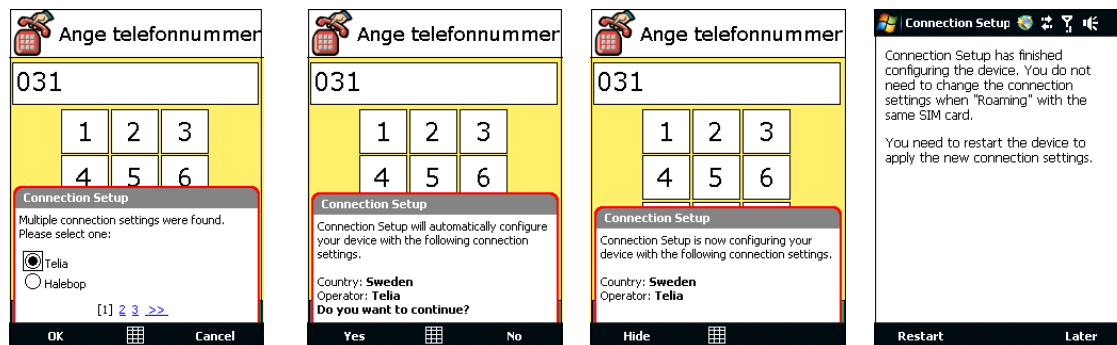 Ange telefonnummer
031
1 2 3
4 5 6
Connection Setup
Multiple connection settings were found.
Please select one:
Telia
Halebop
[1] 2 3 >>
OK Cancel
Ange telefonnummer
031
1 2 3
4 5 6
Connection Setup
Connection Setup will automatically configure
your device with the following connection
settings.
Country: Sweden
Operator: Telia
Do you want to continue?
Yes No
Ange telefonnummer
031
1 2 3
4 5 6
Connection Setup
Connection Setup is now configuring your
device with the following connection settings.
Country: Sweden
Operator: Telia
Hide
Connection Setup
Connection Setup has finished
configuring the device. You do not
need to change the connection
settings when "Roaming" with the
same SIM card.
You need to restart the device to
apply the new connection settings.
Restart Later